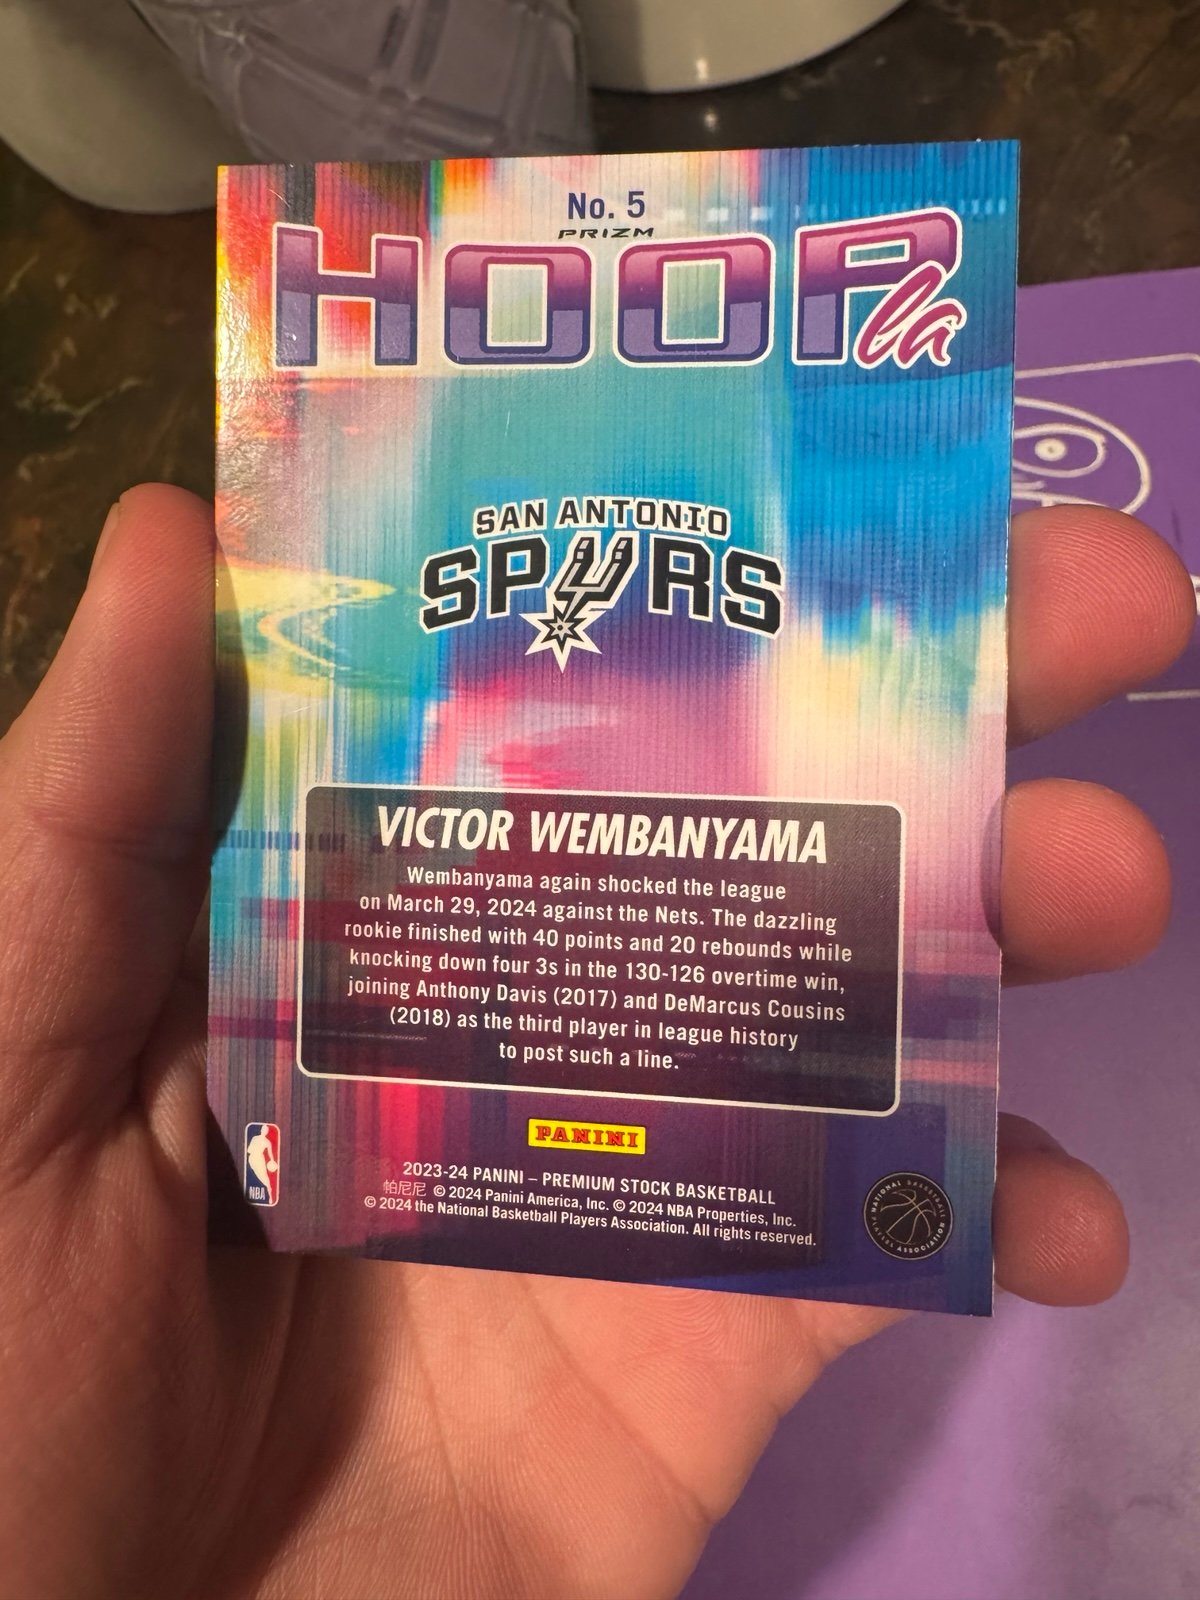 No. 5
PRIZM
HOOP la
SAN ANTONIO
SPURS
VICTOR WEMBANYAMA
Wembanyama again shocked the league
on March 29, 2024 against the Nets. The dazzling
rookie finished with 40 points and 20 rebounds while
knocking down four 3s in the 130-126 overtime win,
joining Anthony Davis (2017) and DeMarcus Cousins
(2018) as the third player in league history
to post such a line.
PANINI
2023-24 PANINI – PREMIUM STOCK BASKETBALL
帕尼尼 © 2024 Panini America, Inc. © 2024 NBA Properties, Inc.
© 2024 the National Basketball Players Association. All rights reserved.
NBA
NATIONAL BASKETBALL
PLAYERS ASSOCIATION